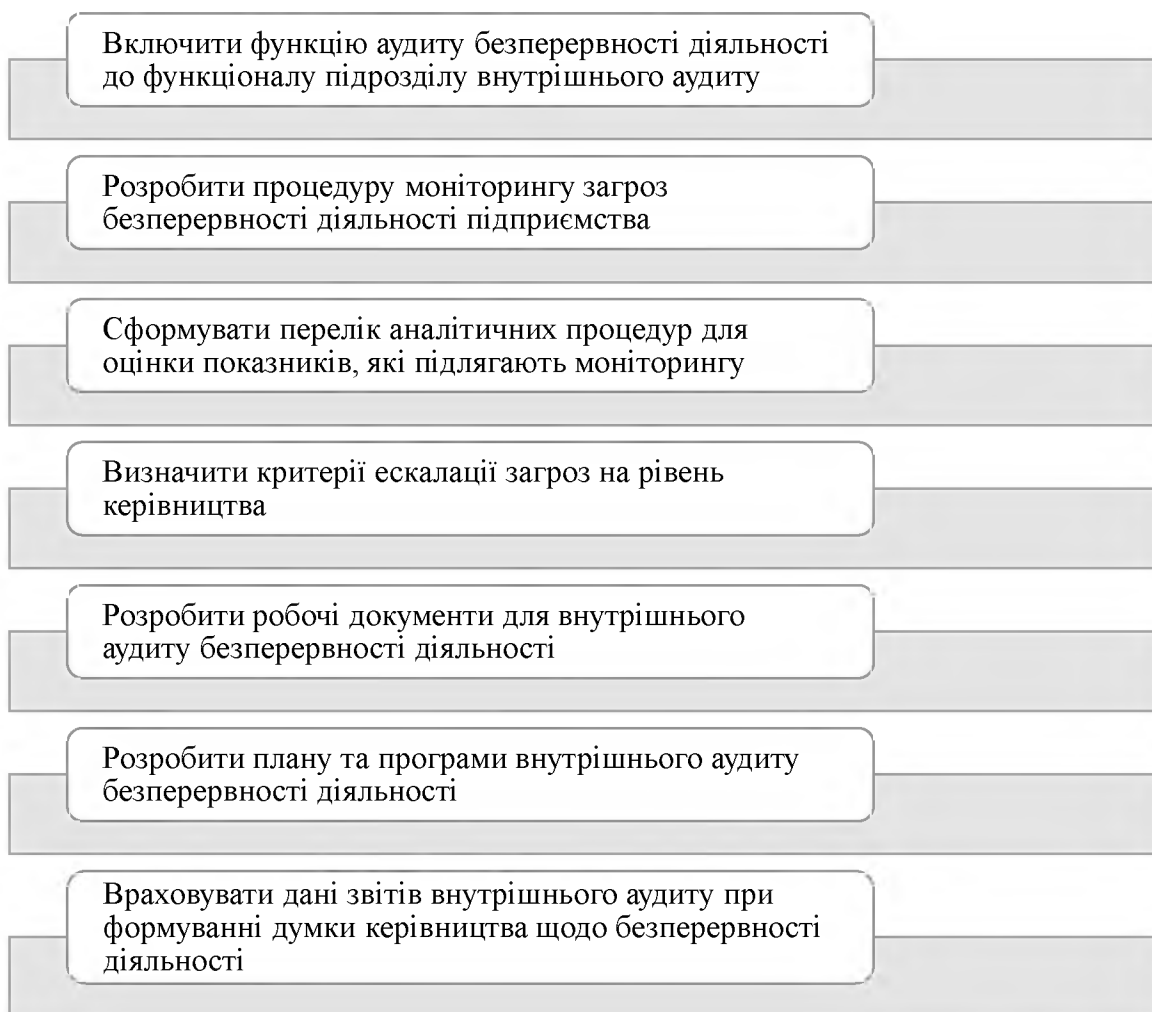 Включити функцію аудиту безперервності діяльності
до функціоналу підрозділу внутрішнього аудиту
Розробити процедуру моніторингу загроз
безперервності діяльності підприємства
Сформувати перелік аналітичних процедур для
оцінки показників, які підлягають моніторингу
Визначити критерії ескалації загроз на рівень
керівництва
Розробити робочі документи для внутрішнього
аудиту безперервності діяльності
Розробити плану та програми внутрішнього аудиту
безперервності діяльності
Враховувати дані звітів внутрішнього аудиту при
формуванні думки керівництва щодо безперервності
діяльності